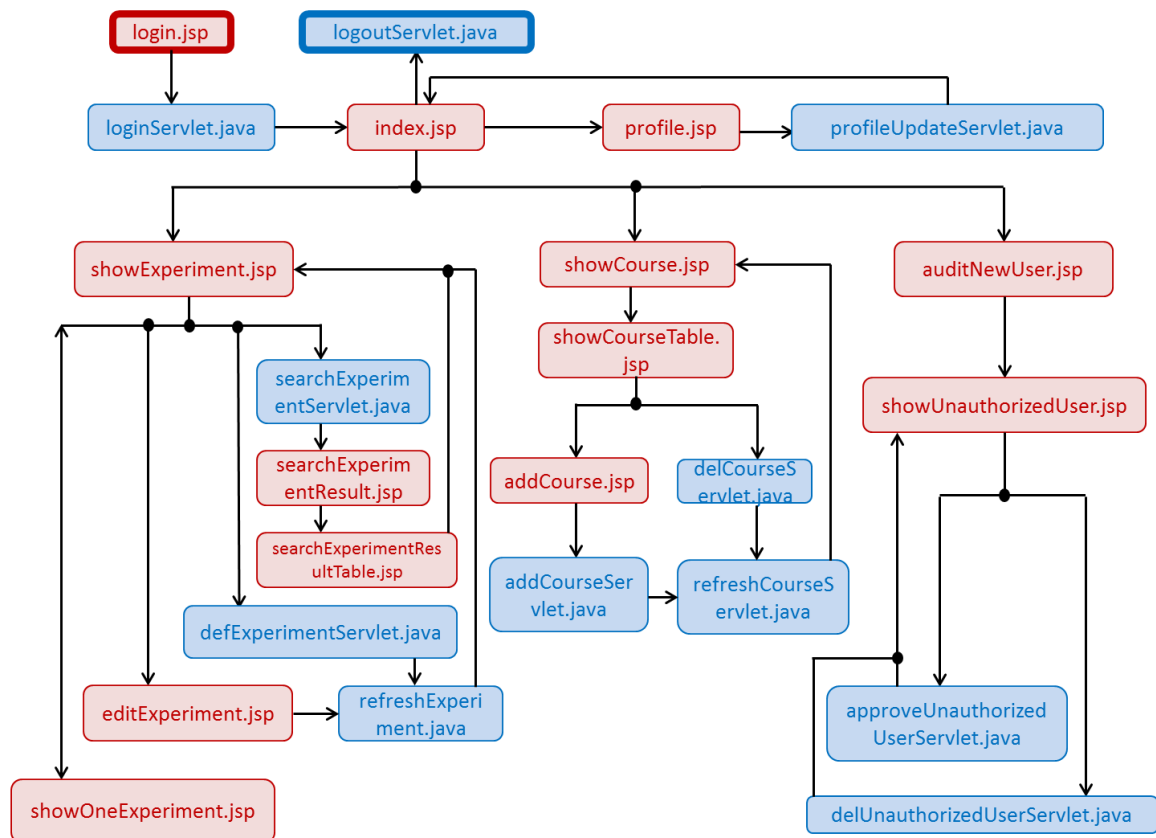 login.jsp
logoutServlet.java
loginServlet.java
index.jsp
profile.jsp
profileUpdateServlet.java
showExperiment.jsp
showCourse.jsp
auditNewUser.jsp
showCourseTable.
jsp
searchExperim
entServlet.java
showUnauthorizedUser.jsp
searchExperim
entResult.jsp
addCourse.jsp
delCourseS
ervlet.java
searchExperimentRes
ultTable.jsp
addCourseSer
vlet.java
refreshCourseS
ervlet.java
defExperimentServlet.java
editExperiment.jsp
refreshExperi
ment.java
approveUnauthorized
UserServlet.java
showOneExperiment.jsp
delUnauthorizedUserServlet.java